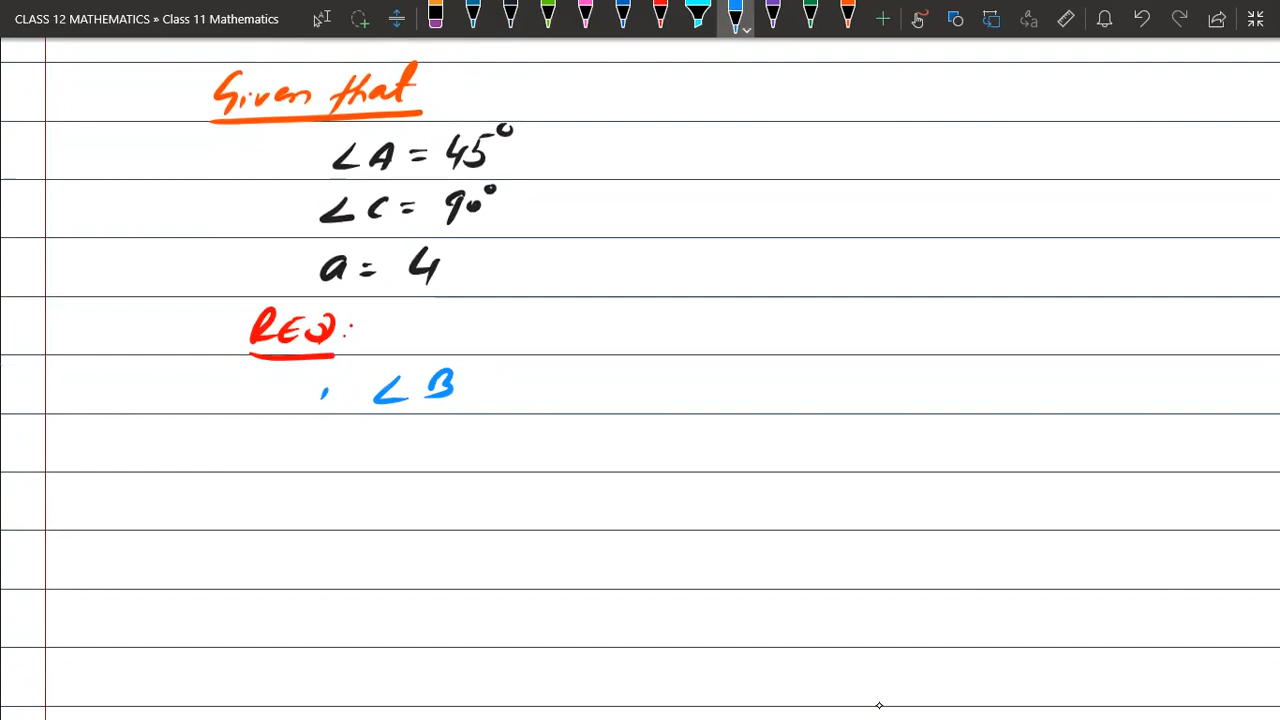 CLASS 12 MATHEMATICS » Class 11 Mathematics
Given that
∠A = 45°
∠C = 90°
a = 4
REQ:
∠B